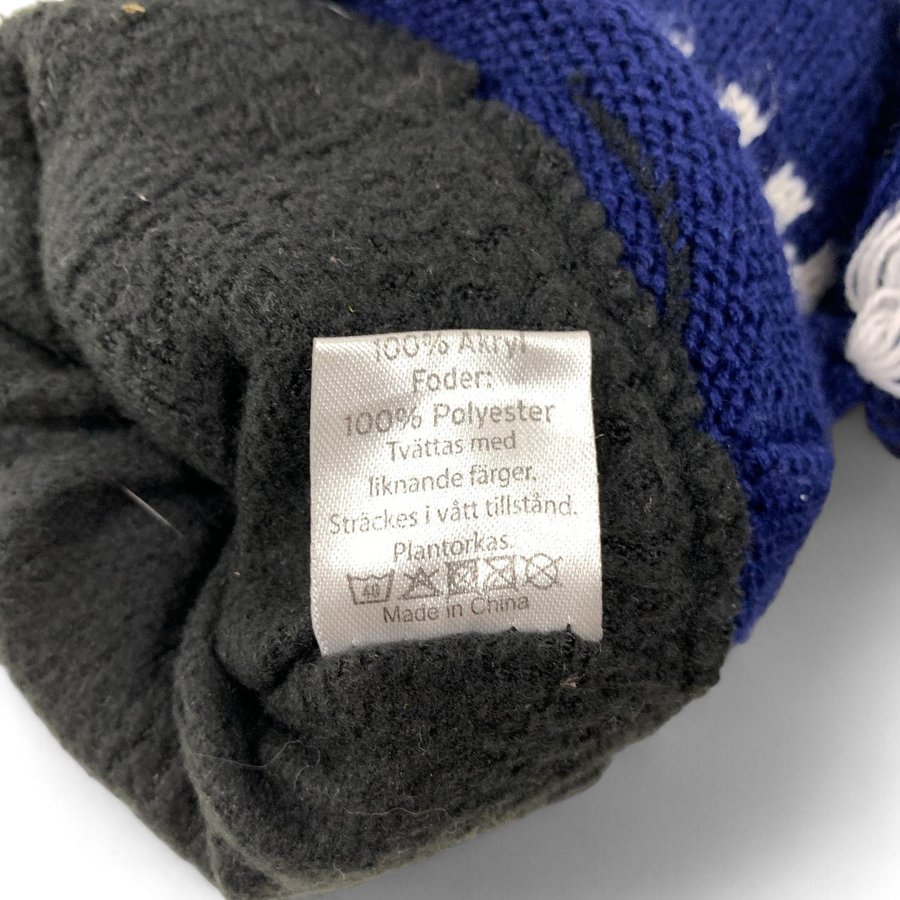 100% Akryl
Foder:
100% Polyester
Tvättas med
liknande färger.
Sträckes i vått tillstånd.
Plantorkas.
40
Made in China